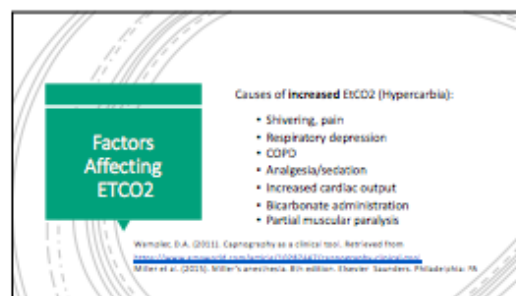 Factors
Affecting
ETCO2
Causes of increased EtCO2 (Hypercarbia):
• Shivering, pain
• Respiratory depression
• COPD
• Analgesia/sedation
• Increased cardiac output
• Bicarbonate administration
• Partial muscular paralysis
Wampler, D.A. (2011). Capnography as a clinical tool. Retrieved from
Miller et al. (2015). Miller's anesthesia. 8th edition. Elsevier Saunders. Philadelphia: PA